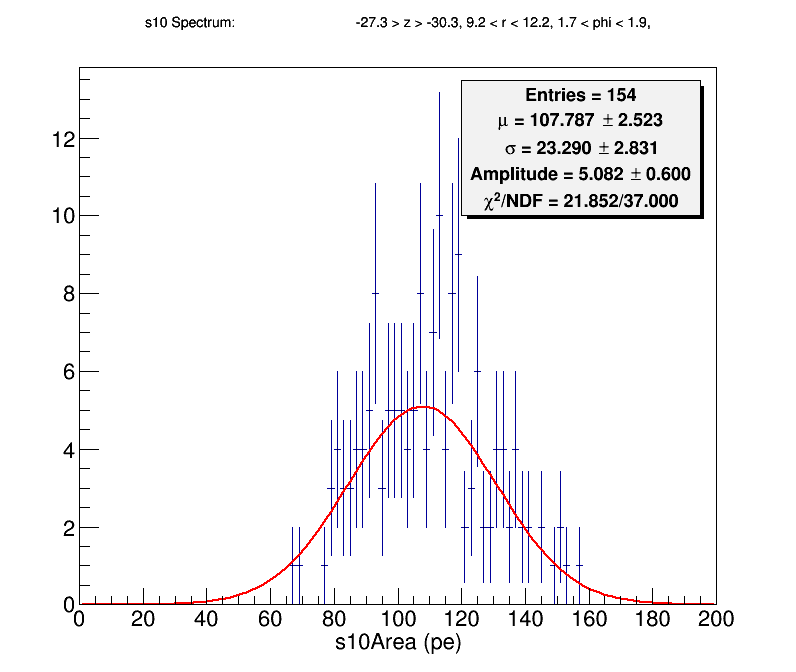 s10 Spectrum: -27.3 > z > -30.3, 9.2 < r < 12.2, 1.7 < phi < 1.9,
Entries = 154
μ = 107.787 ± 2.523
σ = 23.290 ± 2.831
Amplitude = 5.082 ± 0.600
χ²/NDF = 21.852/37.000
12
10
8
6
4
2
0
0 20 40 60 80 100 120 140 160 180 200
s10Area (pe)